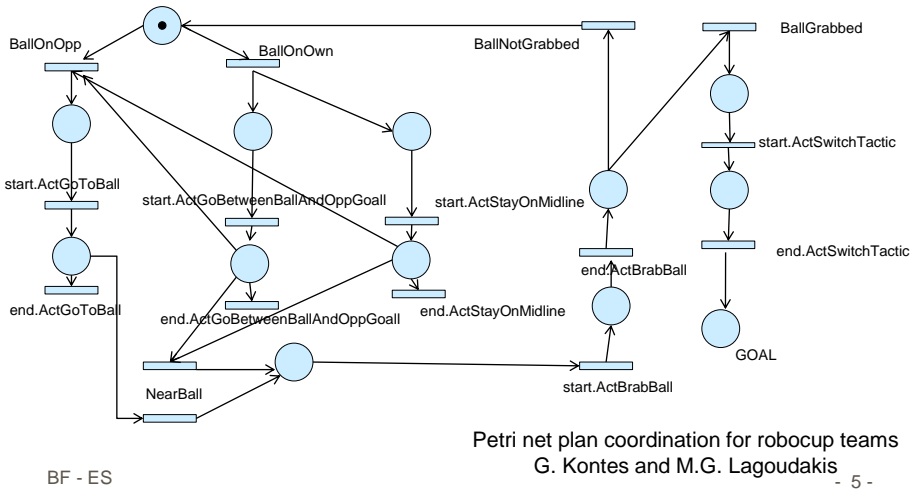 BallOnOpp
BallOnOwn
BallNotGrabbed
BallGrabbed
start.ActSwitchTactic
start.ActGoToBall
start.ActGoBetweenBallAndOppGoall
start.ActStayOnMidline
end.ActSwitchTactic
end.ActBrabBall
end.ActGoToBall
end.ActGoBetweenBallAndOppGoall
end.ActStayOnMidline
GOAL
NearBall
start.ActBrabBall
Petri net plan coordination for robocup teams
G. Kontes and M.G. Lagoudakis
BF - ES
- 5 -